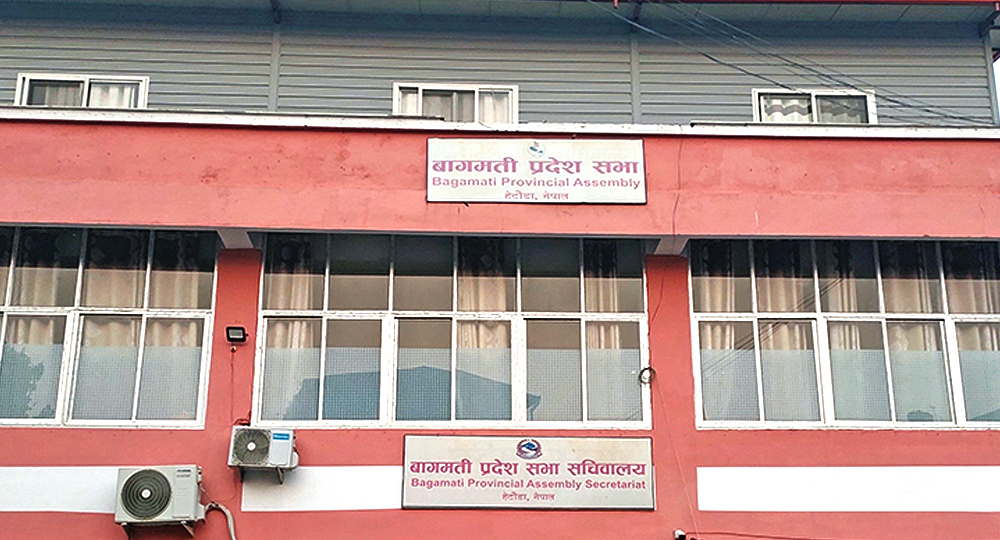 बागमती प्रदेश सभा
Bagamati Provincial Assembly
हेटौंडा, नेपाल
बागमती प्रदेश सभा सचिवालय
Bagamati Provincial Assembly Secretariat
हेटौंडा, नेपाल